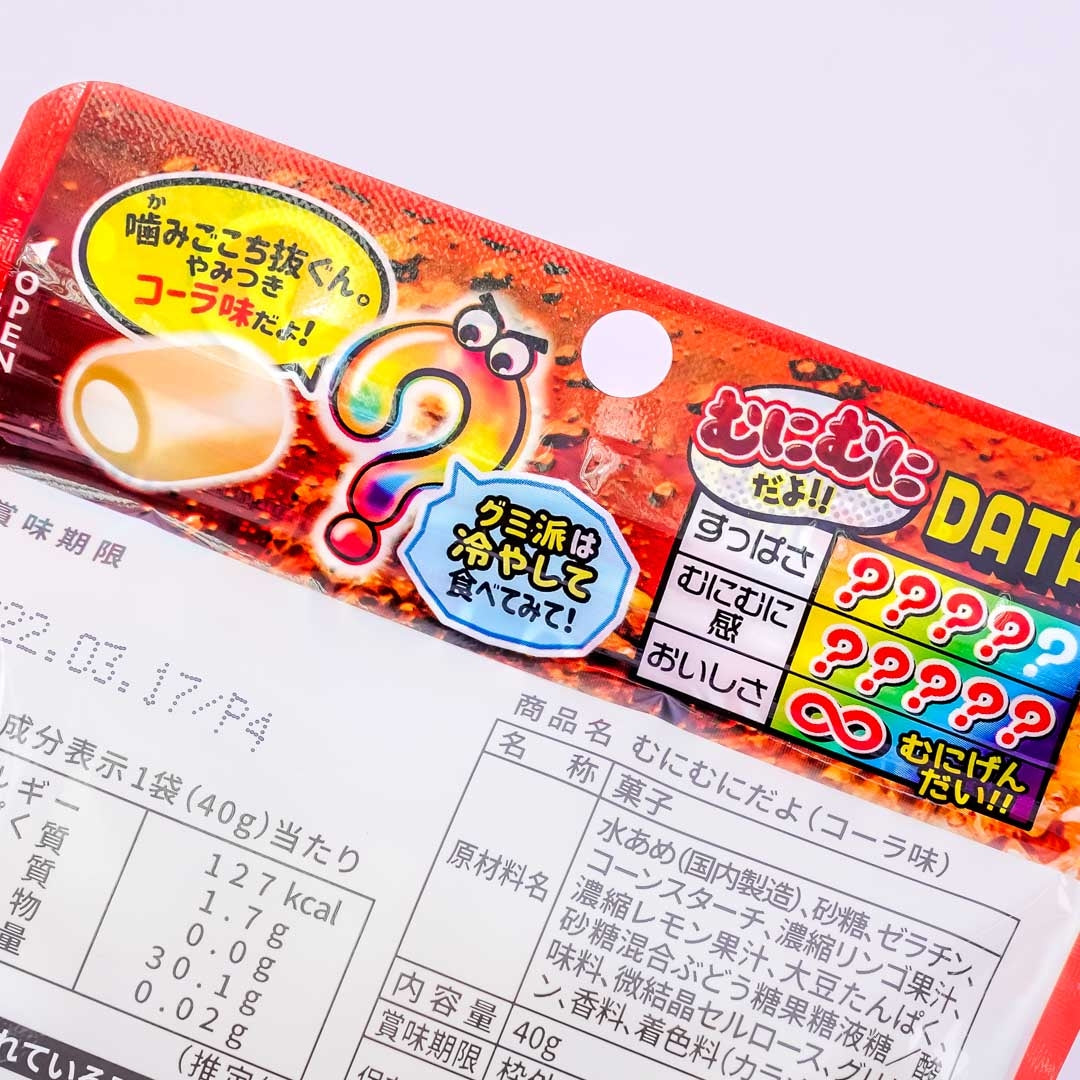 か
噛みごこち抜ぐん。
やみつき
コーラ味だよ!
OPEN
グミ派は
冷やして
食べてみて!
むにむに
だよ!!
DATA
すっぱさ
?????
むにむに
感
?????
おいしさ
∞ むにげん
だい!!
賞味期限
22.03.17/PA
成分表示1袋(40g)当たり
ルギー 127kcal
く質 1.7g
質 0.0g
物 30.1g
量 0.02g
(推定
れている
商品名 むにむにだよ(コーラ味)
名称 菓子
原材料名
水あめ(国内製造)、砂糖、ゼラチン、
コーンスターチ、濃縮リンゴ果汁、
濃縮レモン果汁、大豆たんぱく、
砂糖混合ぶどう糖果糖液糖/酸
味料、微結晶セルロース、グリ
ン、香料、着色料(カラ
内容量 40g
賞味期限 枠外